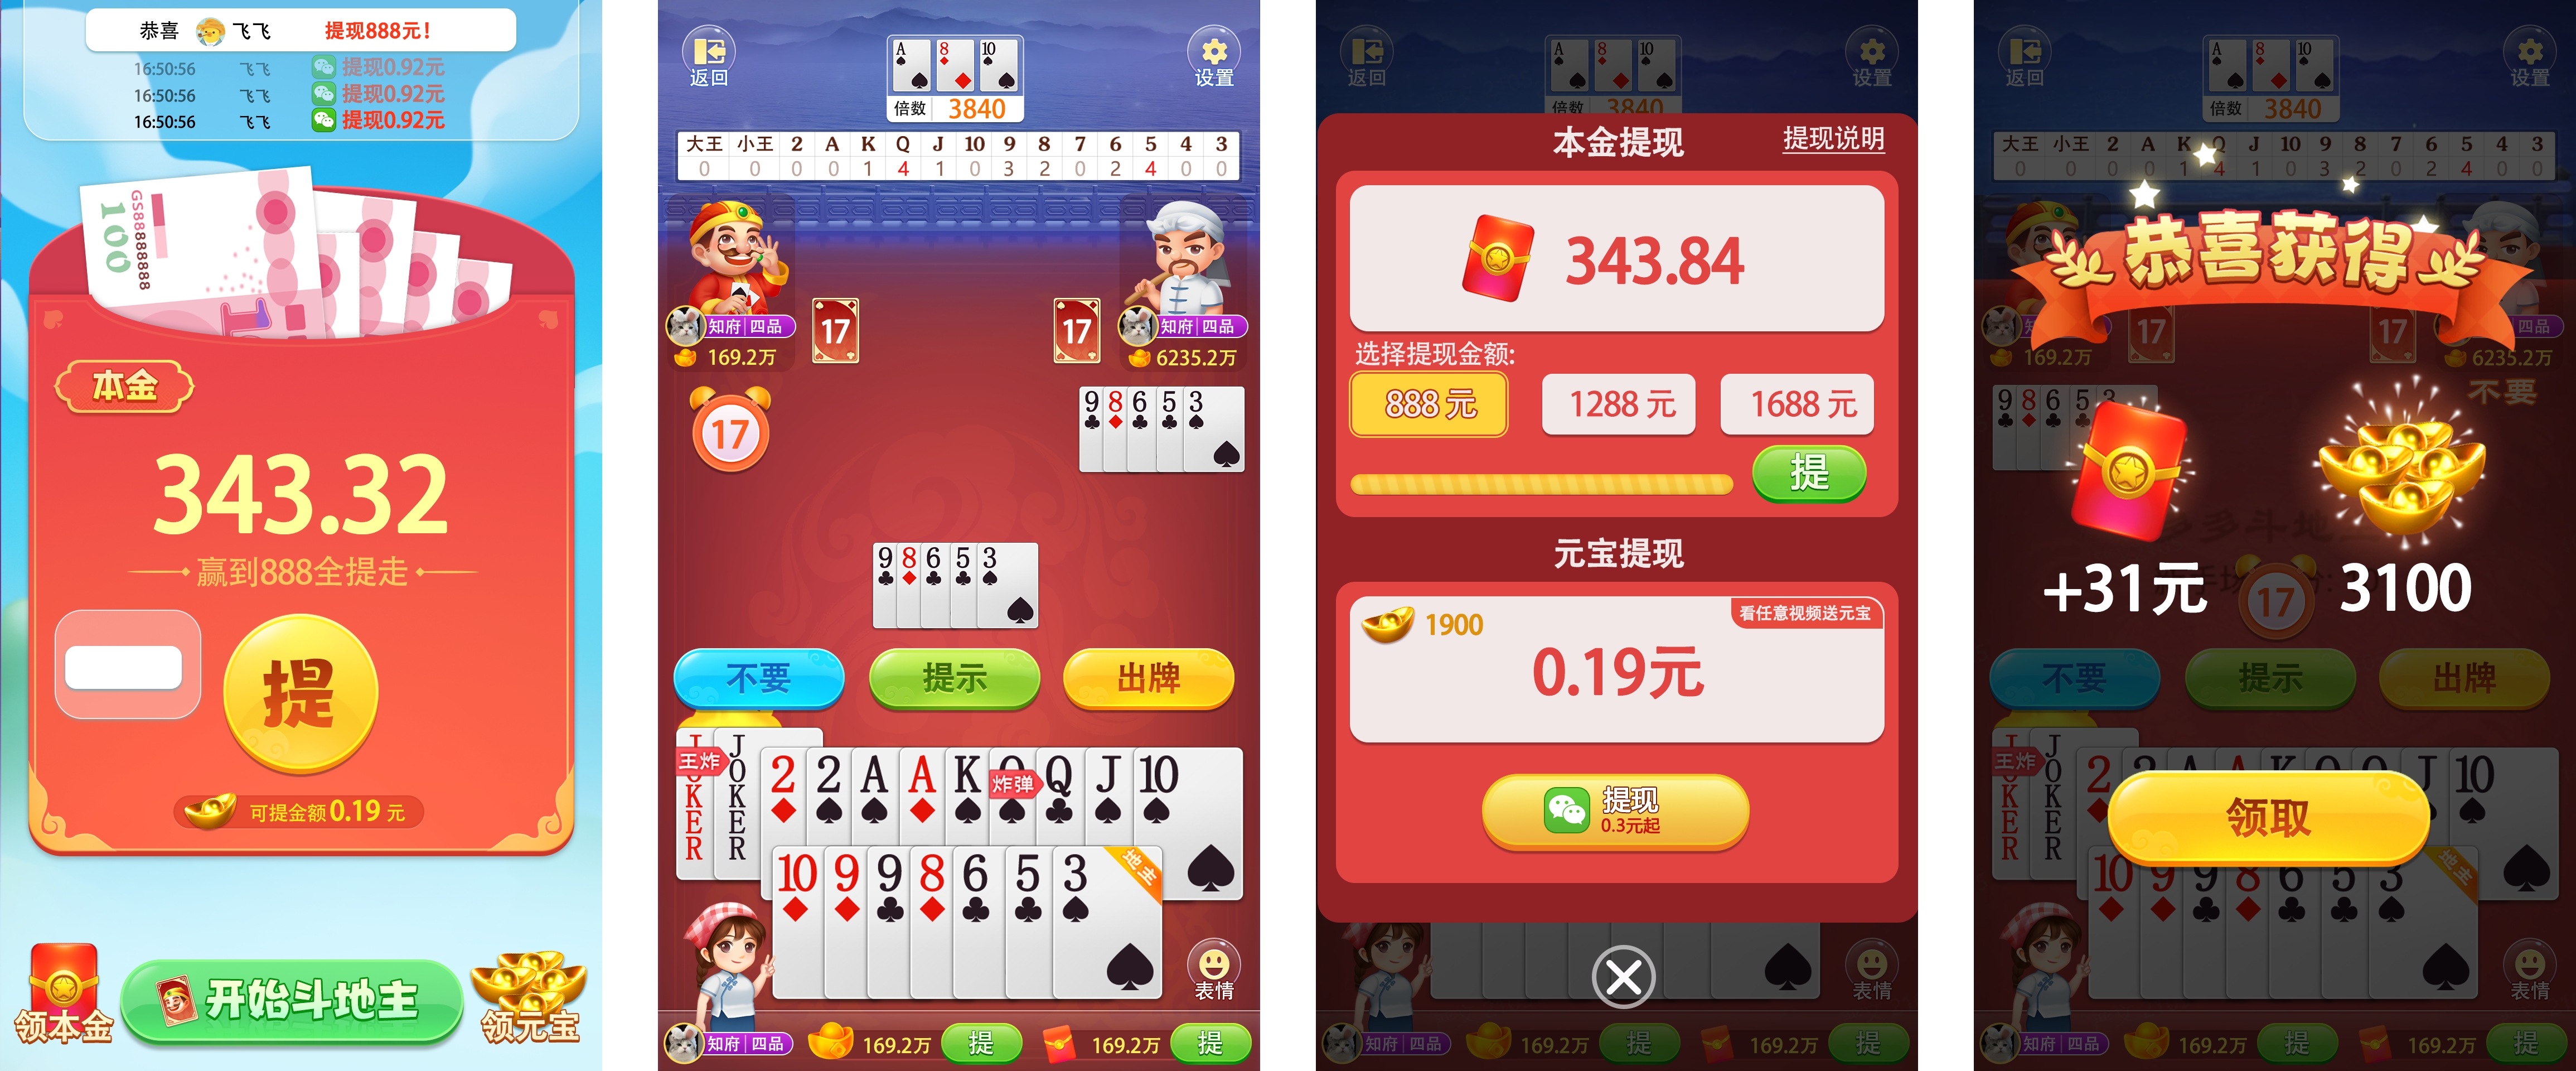 恭喜 飞飞 提现888元!
16:50:56 飞飞 提现0.92元
16:50:56 飞飞 提现0.92元
16:50:56 飞飞 提现0.92元
100
GS88888888
本金
343.32
赢到888全提走
提
可提金额0.19元
领本金
开始斗地主
领元宝
返回
A 8 10
设置
倍数 3840
大王 小王 2 A K Q J 10 9 8 7 6 5 4 3
0 0 0 0 1 4 1 0 3 2 0 2 4 0 0
知府 四品
169.2万
17
17
知府 四品
6235.2万
17
9 8 6 5 3
9 8 6 5 3
不要
提示
出牌
王炸
JOKER
JOKER
2 2 A A K Q Q J 10
炸弹
10 9 9 8 6 5 3
地主
表情
知府 四品
169.2万
提
169.2万
提
返回
A 8 10
设置
倍数 3840
本金提现
提现说明
343.84
选择提现金额:
888元
1288元
1688元
提
元宝提现
1900
看任意视频送元宝
0.19元
提现
0.3元起
表情
知府 四品
169.2万
提
169.2万
提
返回
A 8 10
设置
倍数 3840
大王 小王 2 A K Q J 10 9 8 7 6 5 4 3
0 0 0 0 1 4 1 0 3 2 0 2 4 0 0
恭喜获得
17
17
四品
169.2万
6235.2万
9 8 6 5 3
不要
多多斗地主
+31元
17
3100
不要
提示
出牌
王炸
JOKER
JOKER
2
J 10
领取
10 9 9 8 6 5 3
地主
表情
知府 四品
169.2万
提
169.2万
提